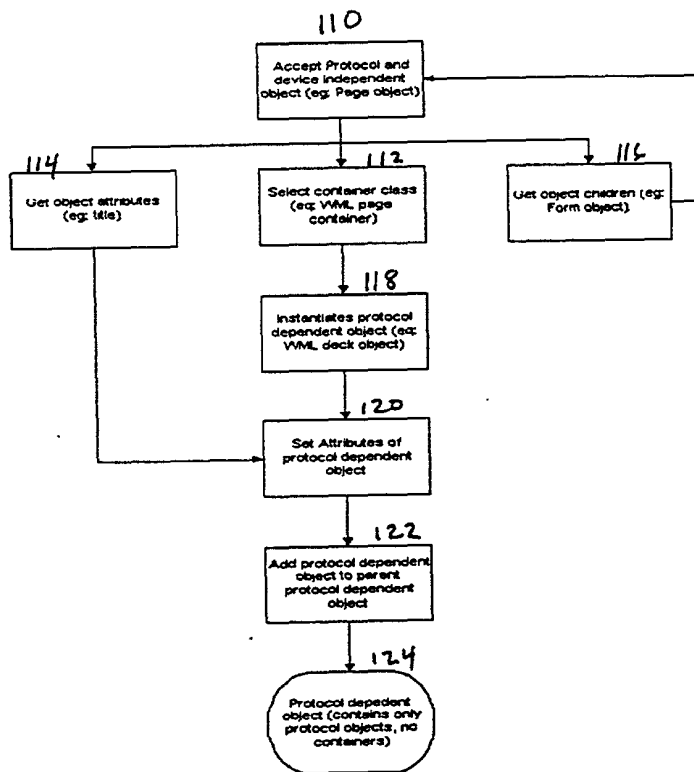 110
Accept Protocol and
device independent
object (eg: Page object)
114
Get object attributes
(eg: title)
112
Select container class
(eg: WML page
container)
116
Get object children (eg:
Form object)
118
Instantiates protocol
dependent object (eg:
WML deck object)
120
Set Attributes of
protocol dependent
object
122
Add protocol dependent
object to parent
protocol dependent
object
124
Protocol depedent
object (contains only
protocol objects, no
containers)